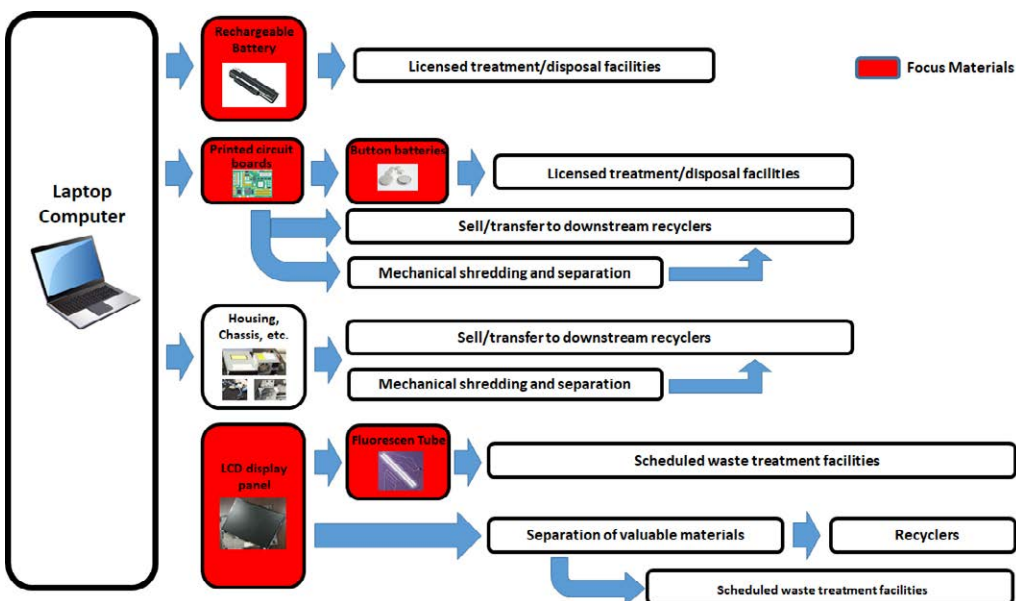 Rechargeable
Battery
Licensed treatment/disposal facilities
Focus Materials
Laptop
Computer
Printed circuit
boards
Button batteries
Licensed treatment/disposal facilities
Sell/transfer to downstream recyclers
Mechanical shredding and separation
Housing,
Chassis, etc.
Sell/transfer to downstream recyclers
Mechanical shredding and separation
LCD display
panel
Fluorescen Tube
Scheduled waste treatment facilities
Separation of valuable materials
Recyclers
Scheduled waste treatment facilities